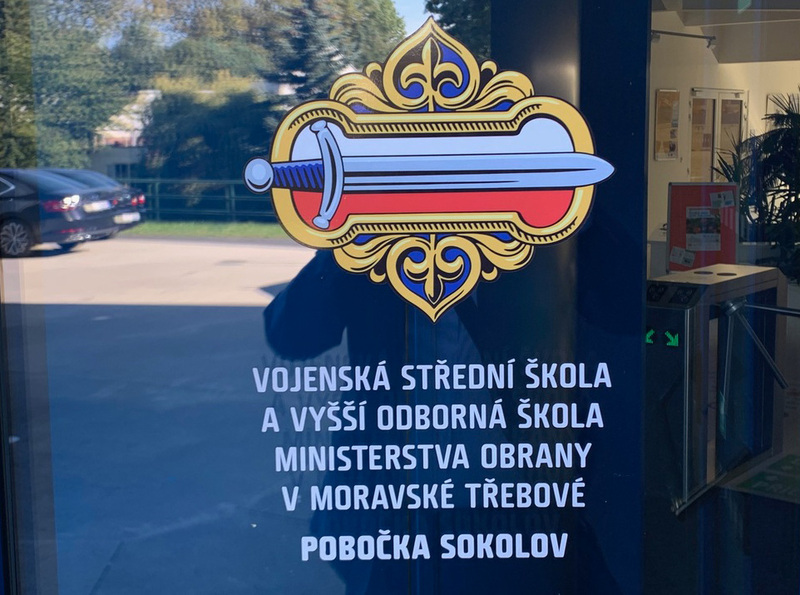 VOJENSKÁ STŘEDNÍ ŠKOLA
A VYŠŠÍ ODBORNÁ ŠKOLA
MINISTERSTVA OBRANY
V MORAVSKÉ TŘEBOVÉ
POBOČKA SOKOLOV